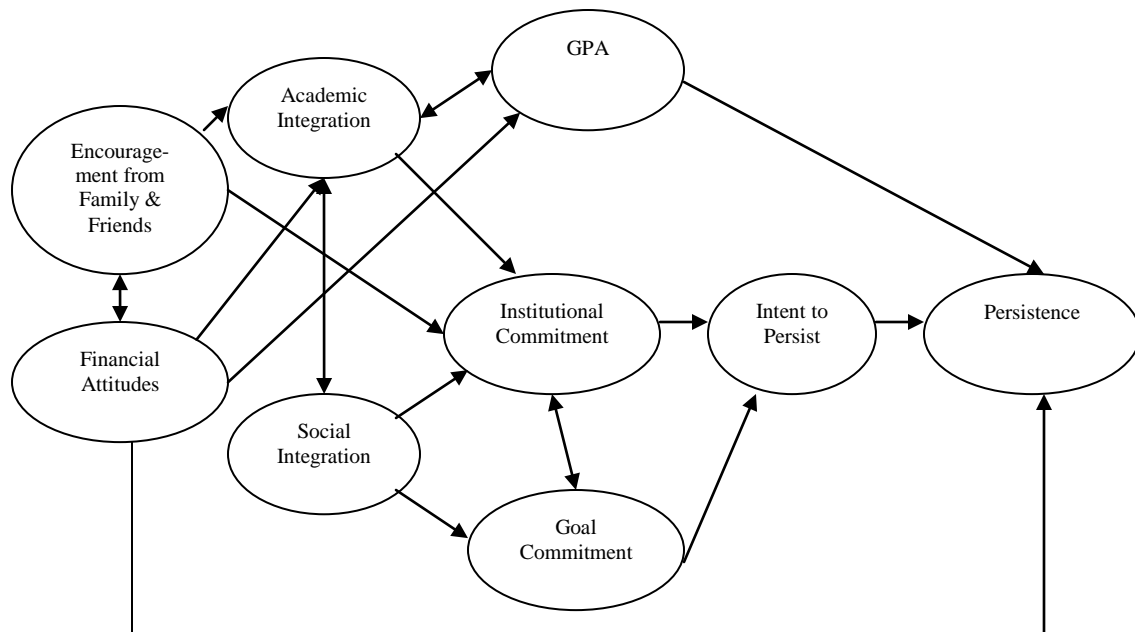 GPA
Academic
Integration
Encourage-
ment from
Family &
Friends
Financial
Attitudes
Institutional
Commitment
Intent to
Persist
Persistence
Social
Integration
Goal
Commitment